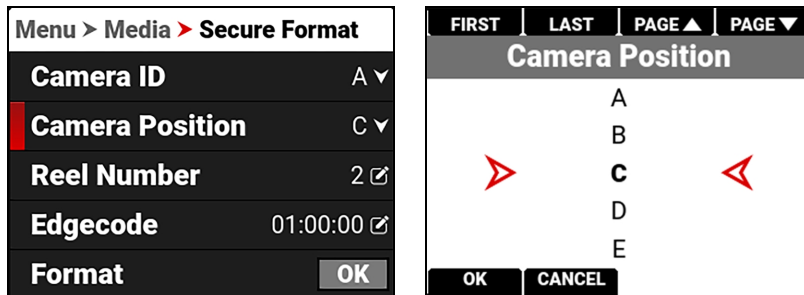 Menu > Media > Secure Format
Camera ID A
Camera Position C
Reel Number 2
Edgecode 01:00:00
Format OK
FIRST LAST PAGE▲ PAGE▼
Camera Position
A
B
C
D
E
OK CANCEL